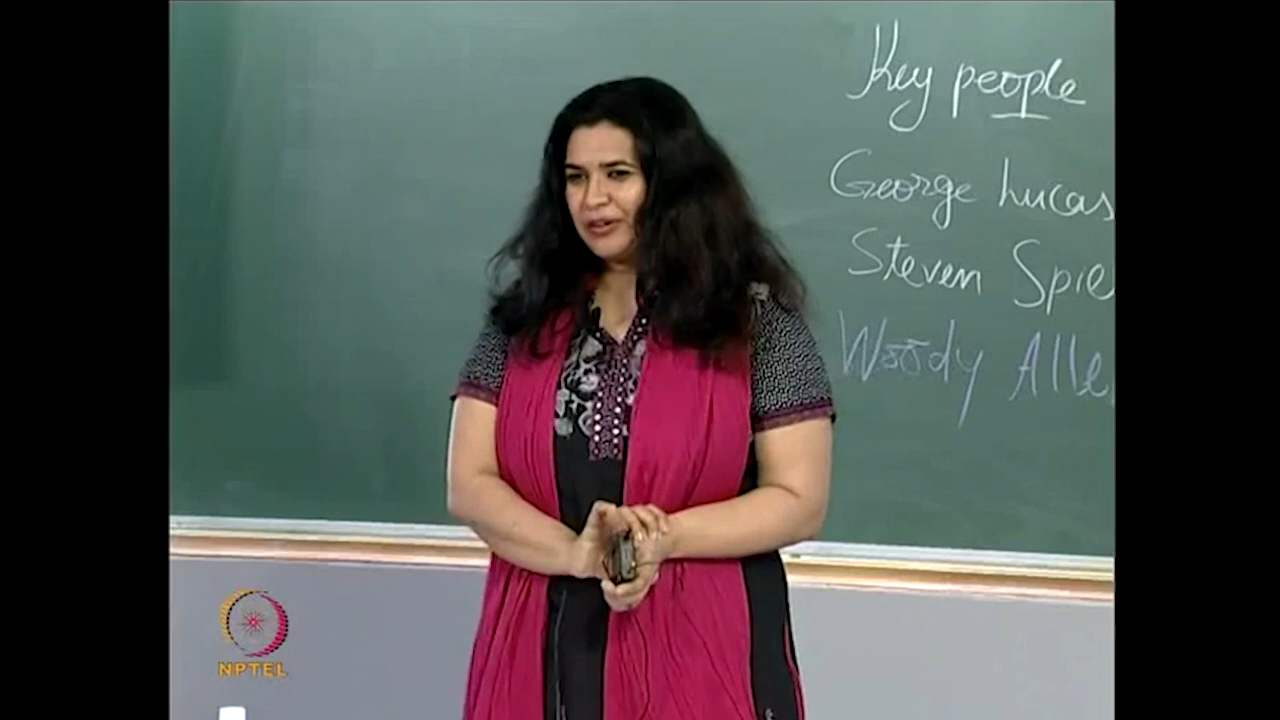 Key people
George Lucas
Steven Spie
Woody Alle
NPTEL